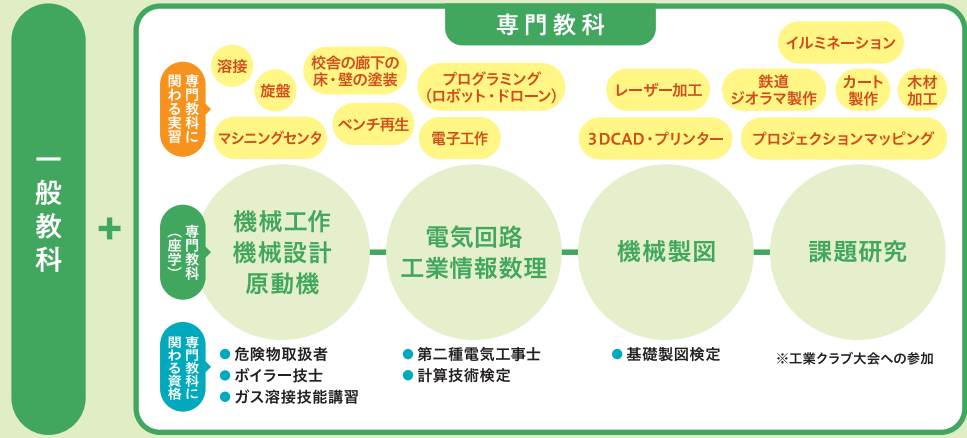 一般教科
+
専門教科
専門教科に
関わる実習
溶接
旋盤
校舎の廊下の
床・壁の塗装
マシニングセンタ
ベンチ再生
プログラミング
（ロボット・ドローン）
電子工作
レーザー加工
3DCAD・プリンター
イルミネーション
鉄道
ジオラマ製作
カート
製作
木材
加工
プロジェクションマッピング
専門教科
（座学）
機械工作
機械設計
原動機
電気回路
工業情報数理
機械製図
課題研究
専門教科に
関わる資格
●危険物取扱者
●ボイラー技士
●ガス溶接技能講習
●第二種電気工事士
●計算技術検定
●基礎製図検定
※工業クラブ大会への参加